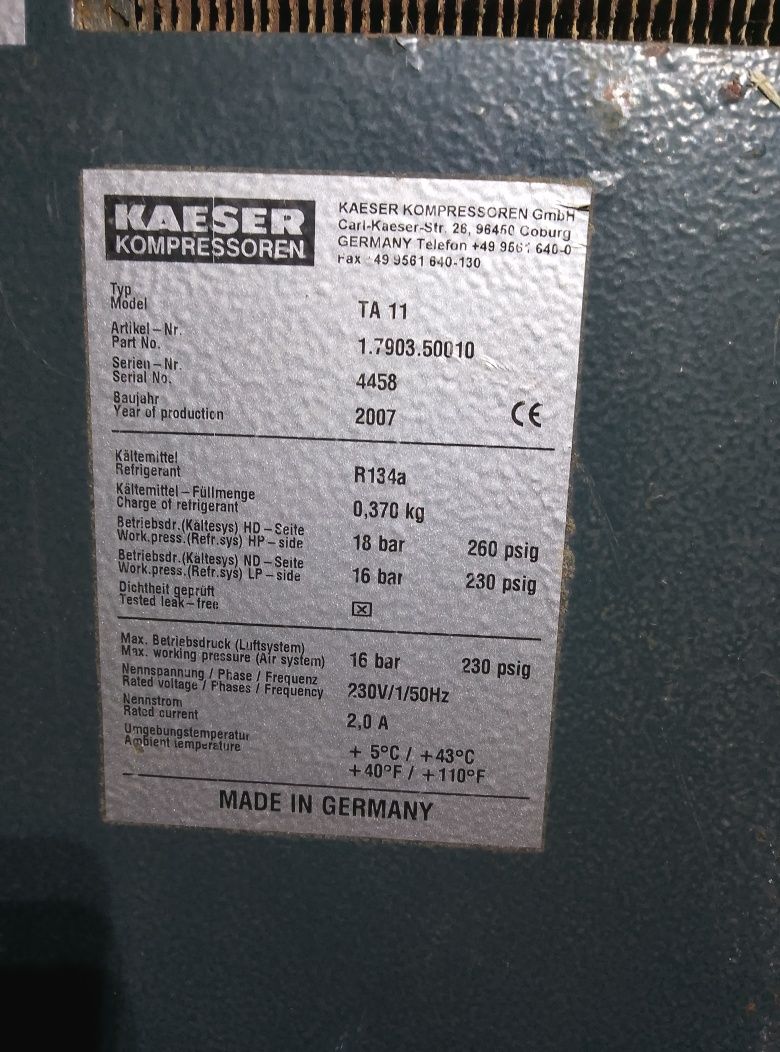 KAESER
KOMPRESSOREN
KAESER KOMPRESSOREN GmbH
Carl-Kaeser-Str. 26, 96450 Coburg
GERMANY Telefon +49 9561 640-0
Fax +49 9561 640-130
Typ
Model TA 11
Artikel–Nr.
Part No. 1.7903.50010
Serien–Nr.
Serial No. 4458
Baujahr
Year of production 2007 CE
Kältemittel
Refrigerant R134a
Kältemittel–Füllmenge
Charge of refrigerant 0,370 kg
Betriebsdr.(Kältesys) HD–Seite
Work.press.(Refr.sys) HP–side 18 bar 260 psig
Betriebsdr.(Kältesys) ND–Seite
Work.press.(Refr.sys) LP–side 16 bar 230 psig
Dichtheit geprüft
Tested leak–free ☒
Max. Betriebsdruck (Luftsystem)
Max. working pressure (Air system) 16 bar 230 psig
Nennspannung / Phase / Frequenz
Rated voltage / Phases / Frequency 230V/1/50Hz
Nennstrom
Rated current 2,0 A
Umgebungstemperatur
Ambient temperature + 5°C / +43°C
+40°F / +110°F
MADE IN GERMANY